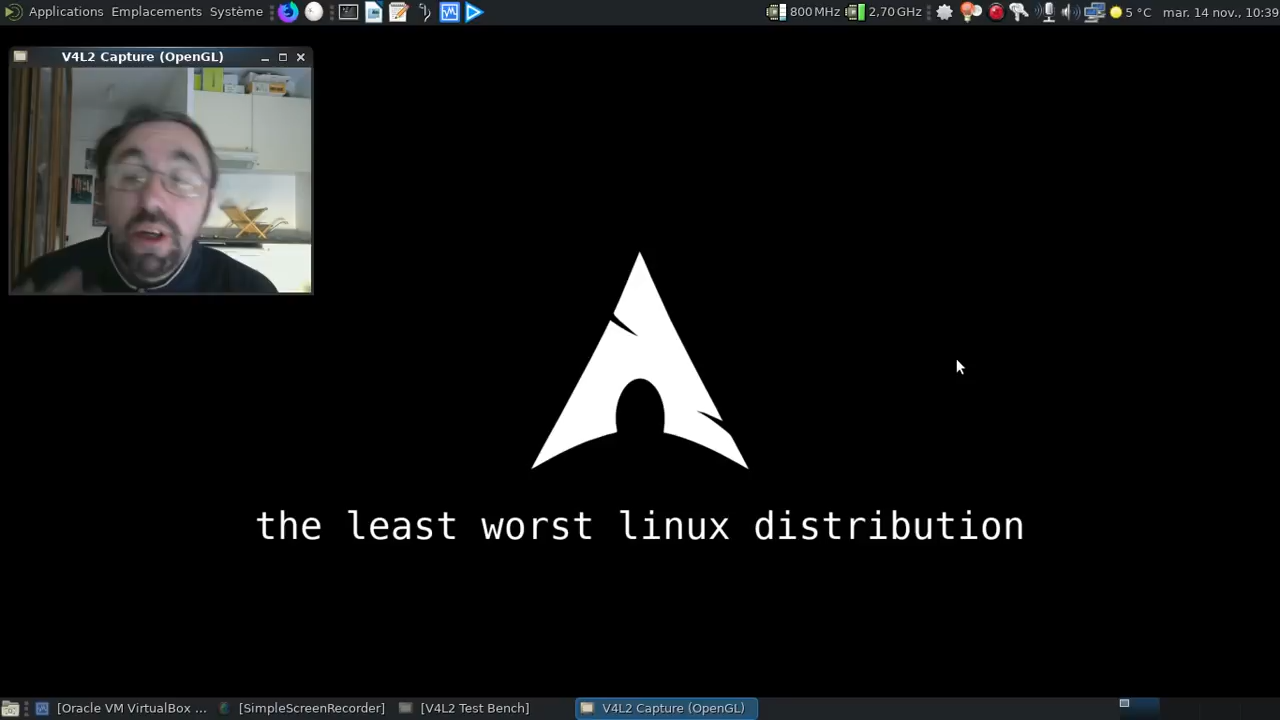 Applications Emplacements Système 800 MHz 2,70 GHz 5 °C mar. 14 nov., 10:39
V4L2 Capture (OpenGL)
the least worst linux distribution
[Oracle VM VirtualBox ... [SimpleScreenRecorder] [V4L2 Test Bench] V4L2 Capture (OpenGL)